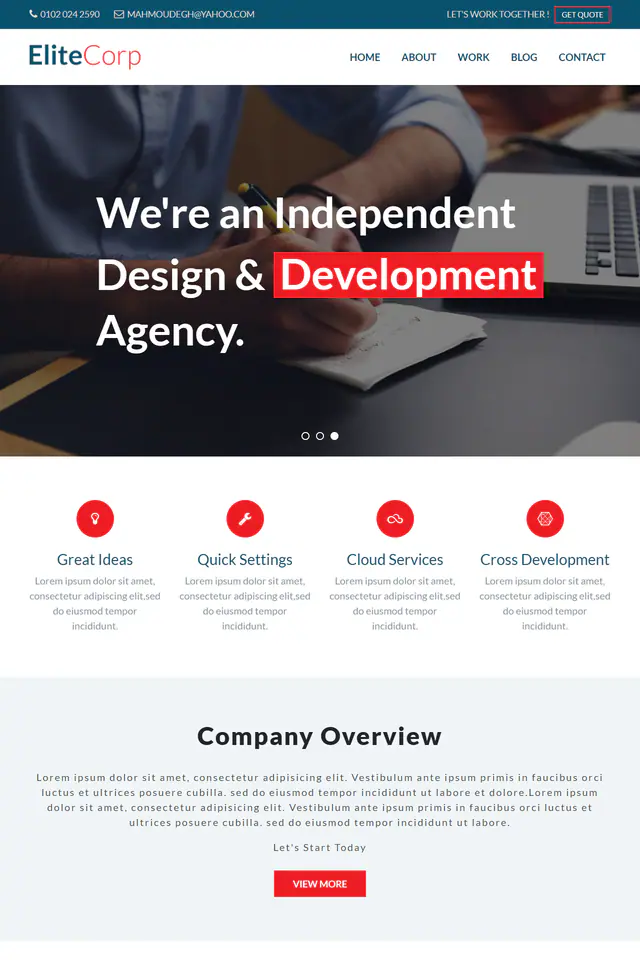 0102 024 2590 MAHMOUDEGH@YAHOO.COM LET'S WORK TOGETHER ! GET QUOTE
EliteCorp HOME ABOUT WORK BLOG CONTACT
We're an Independent
Design & Development
Agency.
Great Ideas
Lorem ipsum dolor sit amet,
consectetur adipiscing elit,sed
do eiusmod tempor
incididunt.
Quick Settings
Lorem ipsum dolor sit amet,
consectetur adipiscing elit,sed
do eiusmod tempor
incididunt.
Cloud Services
Lorem ipsum dolor sit amet,
consectetur adipiscing elit,sed
do eiusmod tempor
incididunt.
Cross Development
Lorem ipsum dolor sit amet,
consectetur adipiscing elit,sed
do eiusmod tempor
incididunt.
Company Overview
Lorem ipsum dolor sit amet, consectetur adipisicing elit. Vestibulum ante ipsum primis in faucibus orci
luctus et ultrices posuere cubilla. sed do eiusmod tempor incididunt ut labore et dolore.Lorem ipsum
dolor sit amet, consectetur adipisicing elit. Vestibulum ante ipsum primis in faucibus orci luctus et
ultrices posuere cubilla. sed do eiusmod tempor incididunt ut labore.
Let's Start Today
VIEW MORE